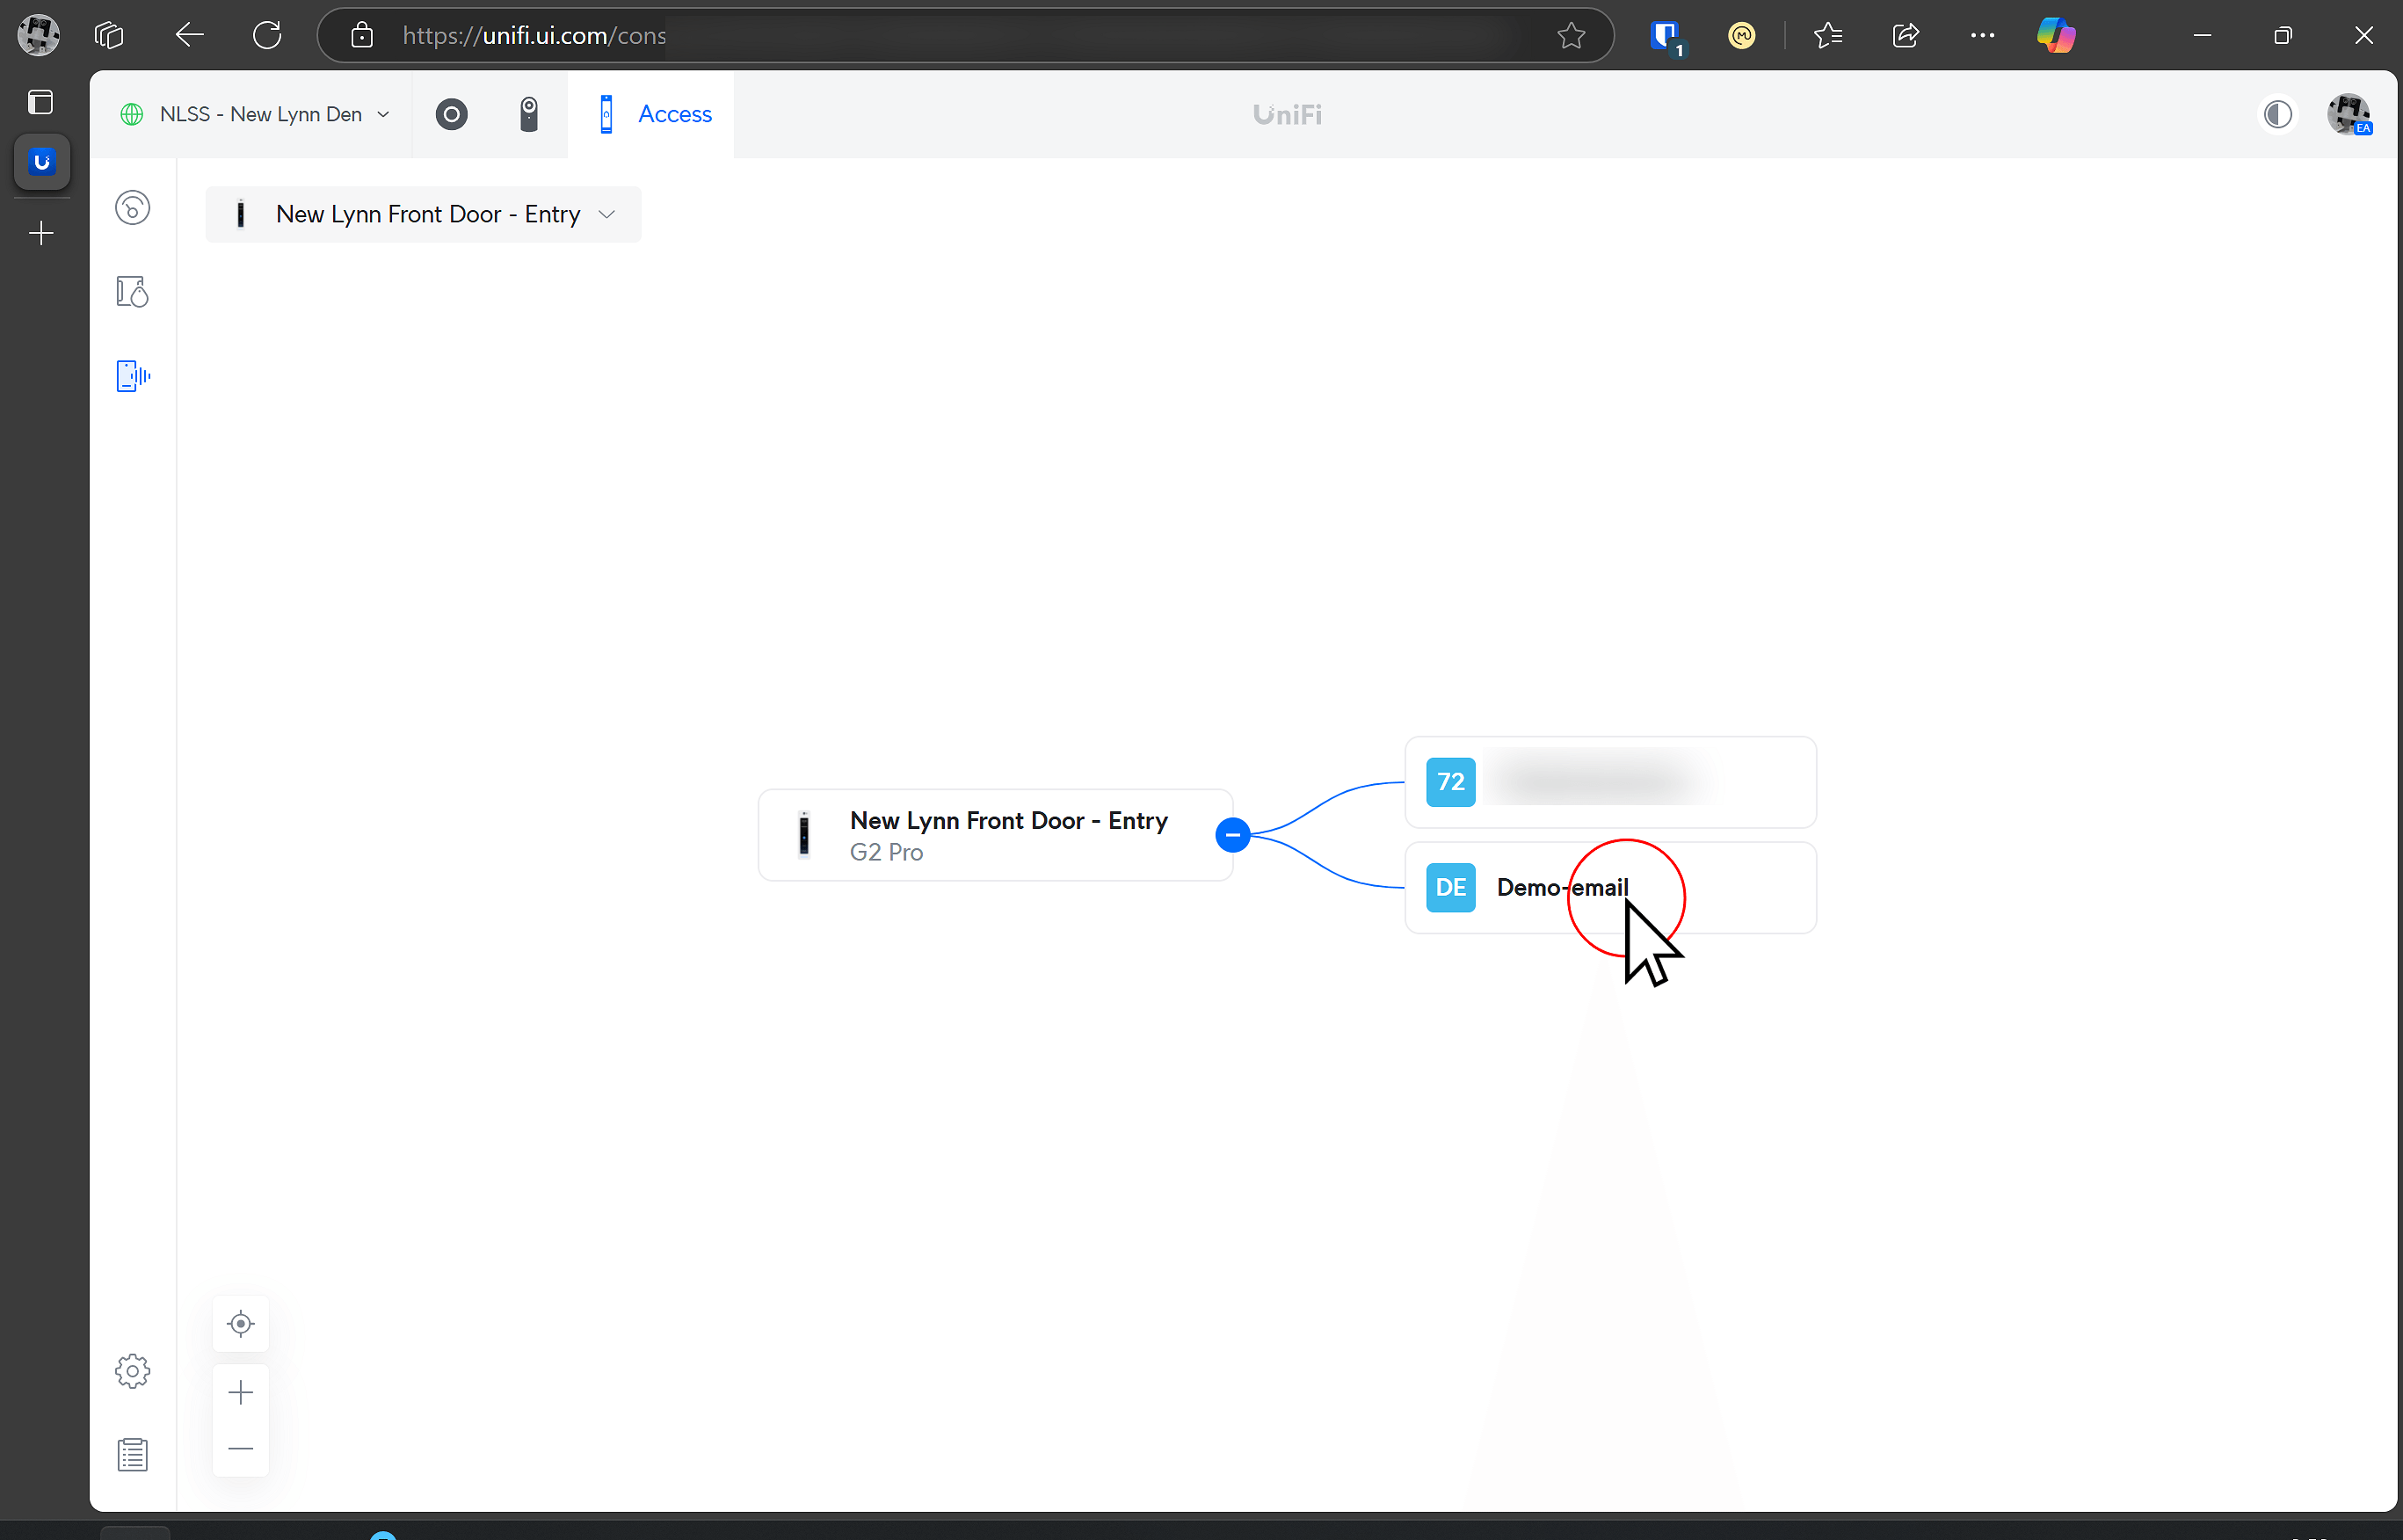 https://unifi.ui.com/cons
1
NLSS - New Lynn Den
Access
UniFi
EA
New Lynn Front Door - Entry
72
New Lynn Front Door - Entry
G2 Pro
DE
Demo-email